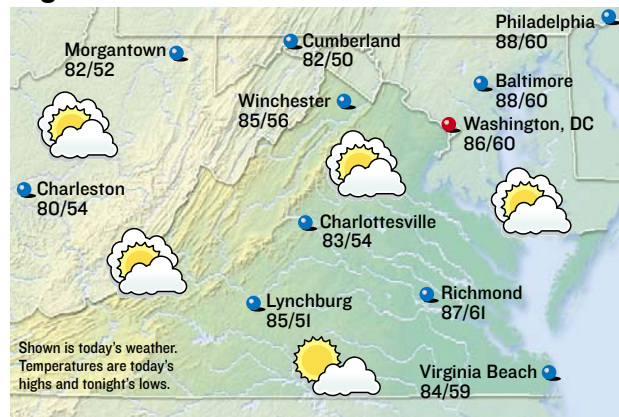 Philadelphia
88/60
Morgantown
82/52
Cumberland
82/50
Baltimore
88/60
Winchester
85/56
Washington, DC
86/60
Charleston
80/54
Charlottesville
83/54
Lynchburg
85/51
Richmond
87/61
Shown is today's weather.
Temperatures are today's
highs and tonight's lows.
Virginia Beach
84/59